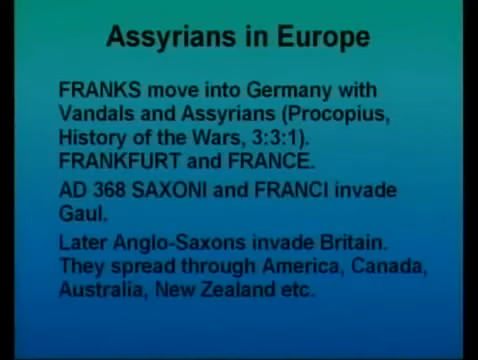 Assyrians in Europe
FRANKS move into Germany with
Vandals and Assyrians (Procopius,
History of the Wars, 3:3:1).
FRANKFURT and FRANCE.
AD 368 SAXONI and FRANCI invade
Gaul.
Later Anglo-Saxons invade Britain.
They spread through America, Canada,
Australia, New Zealand etc.